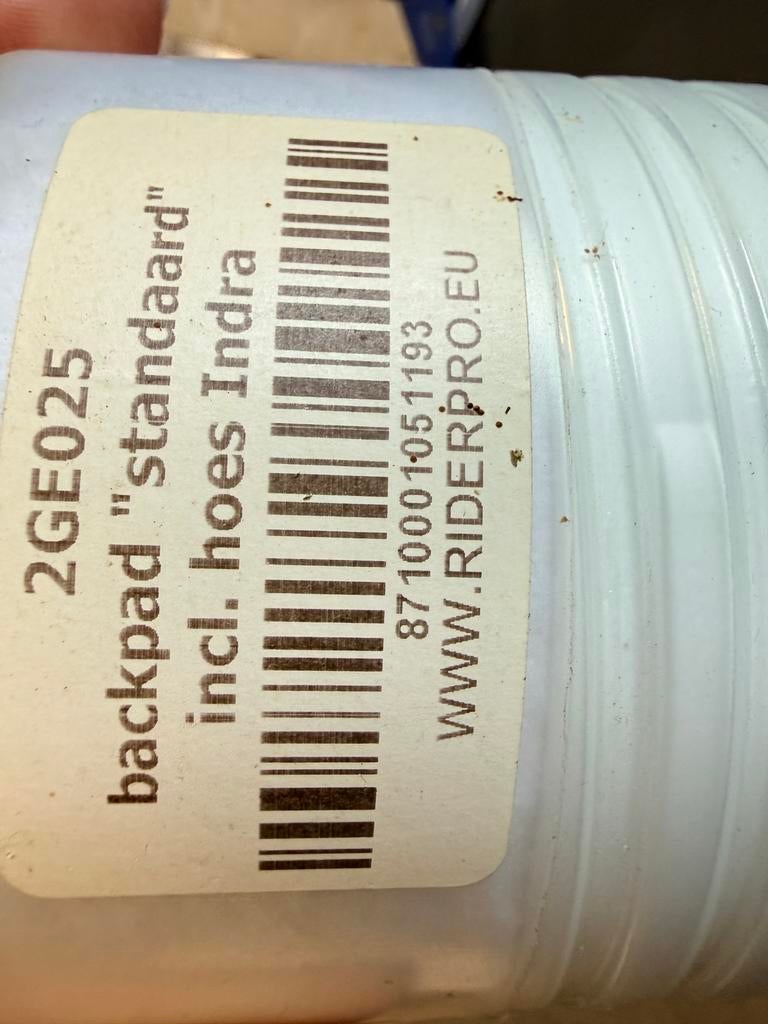 2GE025
backpad "standaard"
incl. hoes Indra
8710001051193
WWW.RIDERPRO.EU